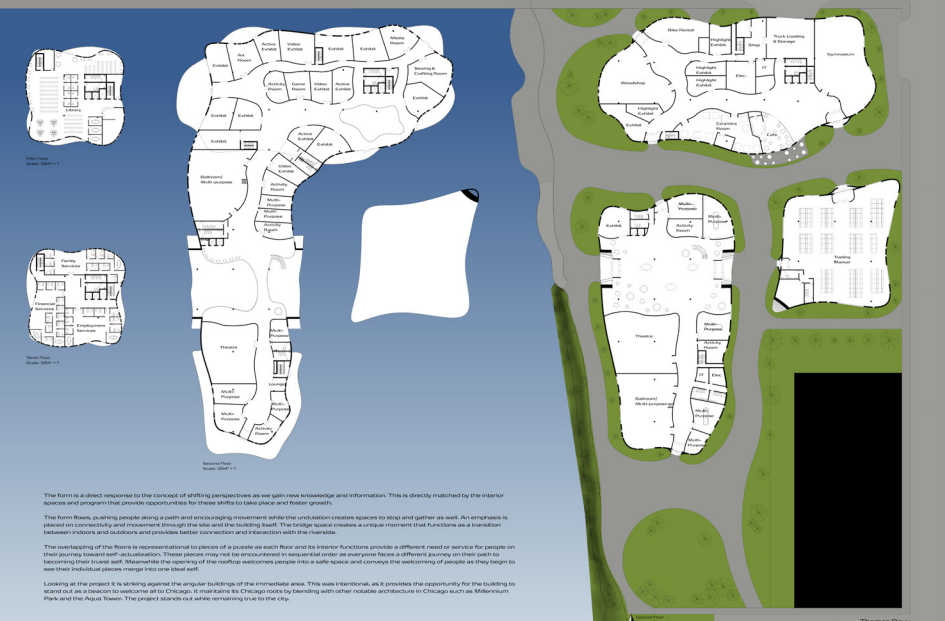 Library
Fifth Floor
Scale: 1/64" = 1'
Family
Services
Financial
Services
Employment
Services
Tenth Floor
Scale: 1/64" = 1'
Media
Room
Active
Exhibit
Video
Exhibit
Exhibit
Exhibit
Art
Room
Exhibit
Sewing &
Crafting Room
Exhibit
Activity
Room
Game
Room
Video
Exhibit
Active
Exhibit
Exhibit
Exhibit
Active
Exhibit
Exhibit
Exhibit
Video
Exhibit
Ballroom/
Multi-purpose
Activity
Room
Multi-
Purpose
Multi-
Purpose
Activity
Room
Theatre
Multi-
Purpose
Lounge
Multi-
Purpose
Multi-
Purpose
Multi-
Purpose
Activity
Room
Second Floor
Scale: 1/64" = 1'
Bike Rental
Highlight
Exhibit
Shop
Truck Loading
& Storage
Gymnasium
Woodshop
Highlight
Exhibit
Highlight
Exhibit
Elec.
IT
Highlight
Exhibit
Exhibit
Ceramics
Room
Cafe
Multi-
Purpose
Multi-
Purpose
Exhibit
Activity
Room
Trading
Market
Theatre
Multi-
Purpose
Activity
Room
IT
Elec.
Ballroom/
Multi-purpose
Multi-
Purpose
Multi-
Purpose
The form is a direct response to the concept of shifting perspectives as we gain new knowledge and information. This is directly matched by the interior
spaces and program that provide opportunities for these shifts to take place and foster growth.
The form flows, pushing people along a path and encouraging movement while the undulation creates spaces to stop and gather as well. An emphasis is
placed on connectivity and movement through the site and the building itself. The bridge space creates a unique moment that functions as a transition
between indoors and outdoors and provides better connection and interaction with the riverside.
The overlapping of the floors is representational to pieces of a puzzle as each floor and its interior functions provide a different need or service for people on
their journey toward self-actualization. These pieces may not be encountered in sequential order as everyone faces a different journey on their path to
becoming their truest self. Meanwhile the opening of the rooftop welcomes people into a safe space and conveys the welcoming of people as they begin to
see their individual pieces merge into one ideal self.
Looking at the project it is striking against the angular buildings of the immediate area. This was intentional, as it provides the opportunity for the building to
stand out as a beacon to welcome all to Chicago. It maintains its Chicago roots by blending with other notable architecture in Chicago such as Millennium
Park and the Aqua Tower. The project stands out while remaining true to the city.
Ground Floor